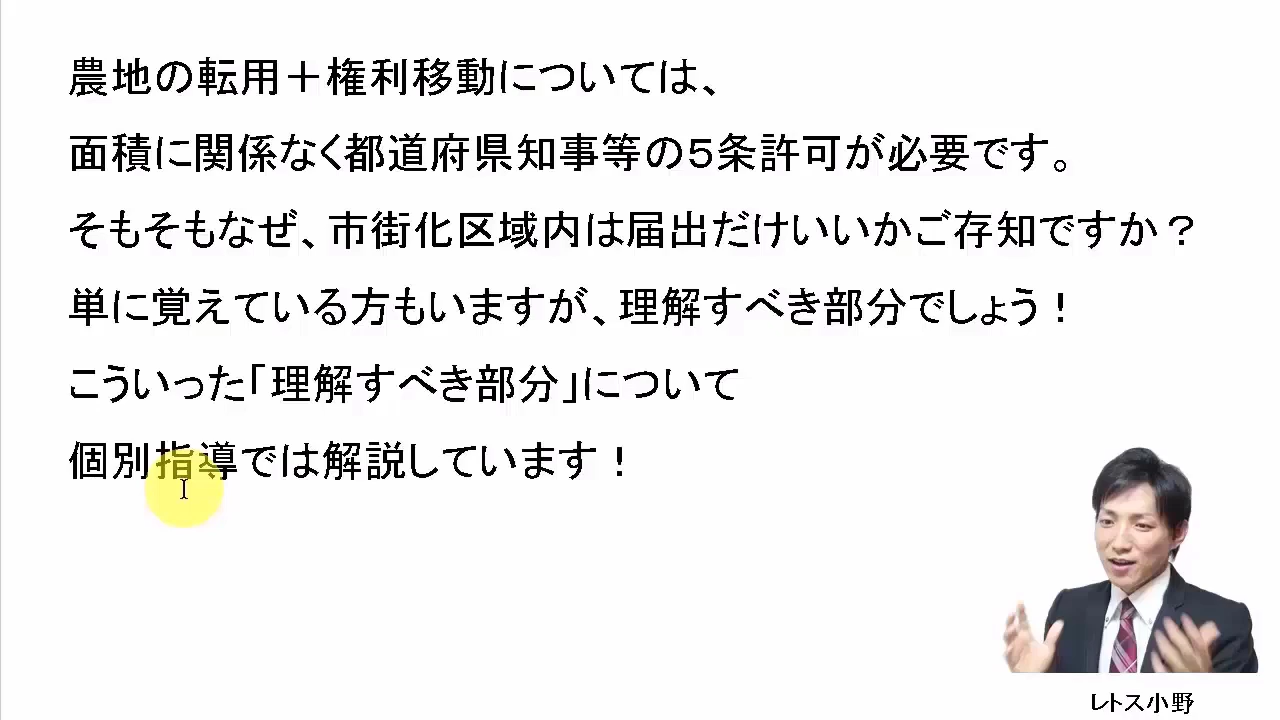 農地の転用＋権利移動については、
面積に関係なく都道府県知事等の５条許可が必要です。
そもそもなぜ、市街化区域内は届出だけいいかご存知ですか？
単に覚えている方もいますが、理解すべき部分でしょう！
こういった「理解すべき部分」について
個別指導では解説しています！
レトス小野